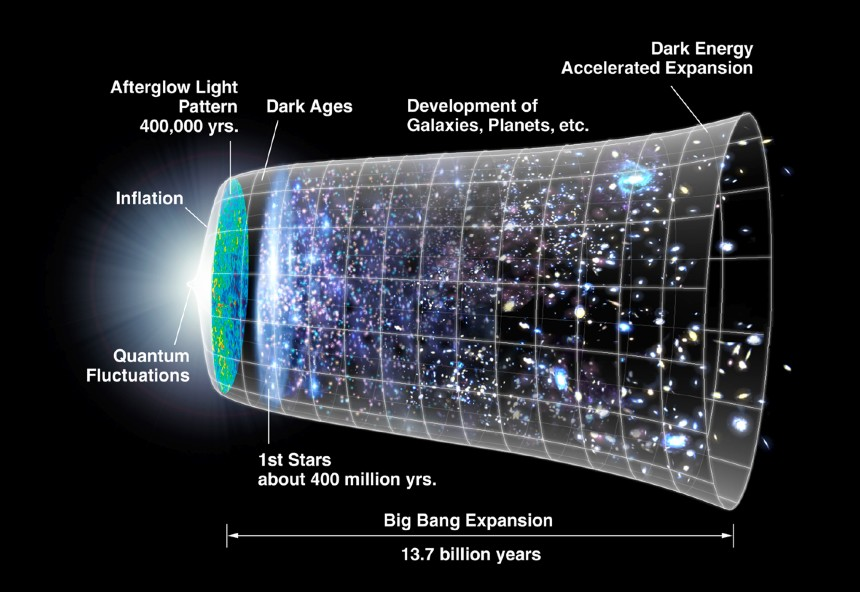 Dark Energy
Accelerated Expansion
Afterglow Light
Pattern
400,000 yrs.
Dark Ages
Development of
Galaxies, Planets, etc.
Inflation
Quantum
Fluctuations
1st Stars
about 400 million yrs.
Big Bang Expansion
13.7 billion years